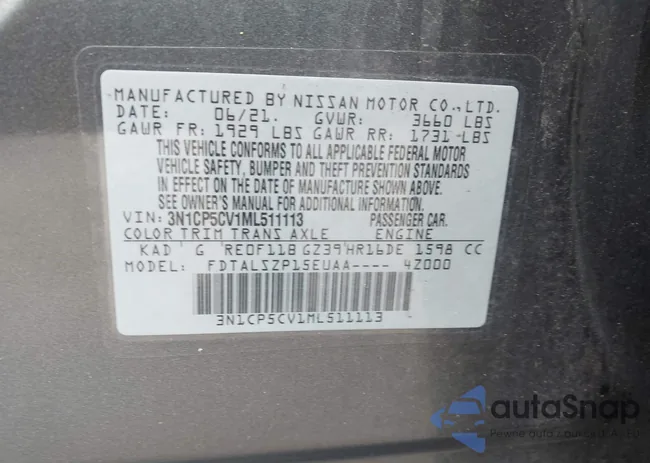 MANUFACTURED BY NISSAN MOTOR CO., LTD.
DATE: 06/21. GVWR: 3660 LBS
GAWR FR: 1929 LBS GAWR RR: 1731 LBS
THIS VEHICLE CONFORMS TO ALL APPLICABLE FEDERAL MOTOR
VEHICLE SAFETY, BUMPER AND THEFT PREVENTION STANDARDS
IN EFFECT ON THE DATE OF MANUFACTURE SHOWN ABOVE.
SEE OWNER'S MANUAL FOR ADDITIONAL INFORMATION.
VIN: 3N1CP5CV1ML511113 PASSENGER CAR.
COLOR TRIM TRANS AXLE ENGINE
KAD G RE0F11B GZ39 HR16DE 1598 CC
MODEL: FDTALSZP15EUAA---- 4Z000
3N1CP5CV1ML511113
autaSnap
Pewne auta z